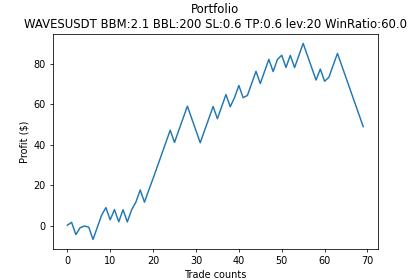 Portfolio
WAVESUSDT BBM:2.1 BBL:200 SL:0.6 TP:0.6 lev:20 WinRatio:60.0
80
60
40
20
0
Profit ($)
0 10 20 30 40 50 60 70
Trade counts